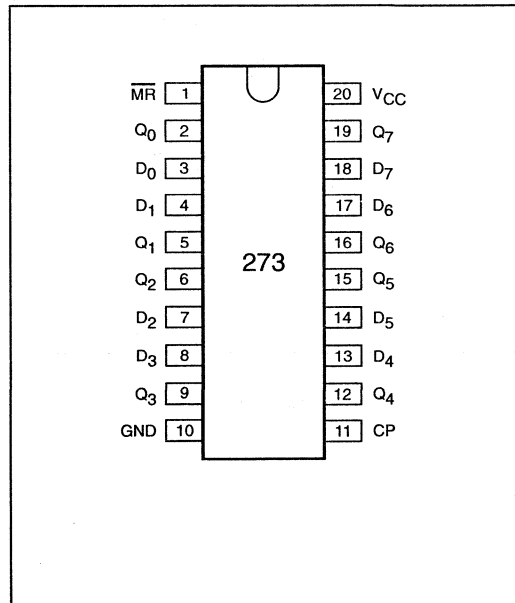 M̅R̅ 1 20 V_CC
Q₀ 2 19 Q₇
D₀ 3 18 D₇
D₁ 4 17 D₆
Q₁ 5 16 Q₆
273
Q₂ 6 15 Q₅
D₂ 7 14 D₅
D₃ 8 13 D₄
Q₃ 9 12 Q₄
GND 10 11 CP